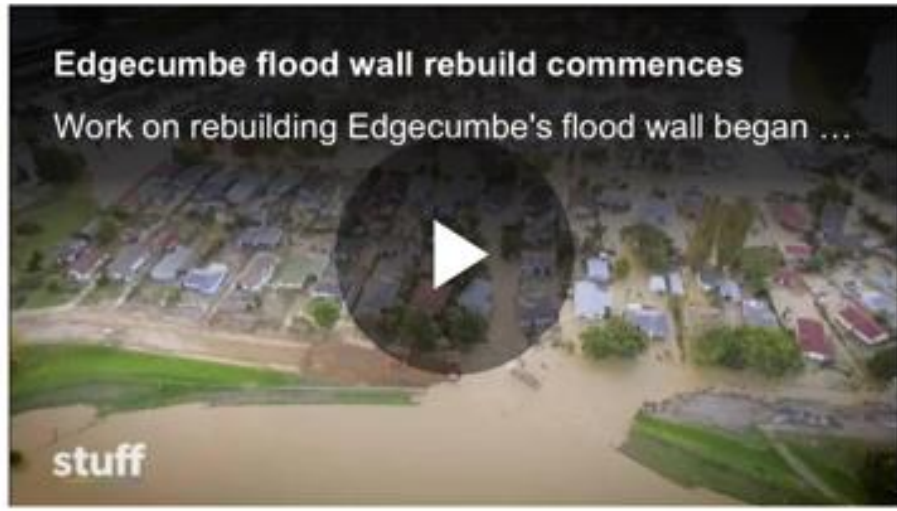 Edgecumbe flood wall rebuild commences
Work on rebuilding Edgecumbe's flood wall began …
stuff